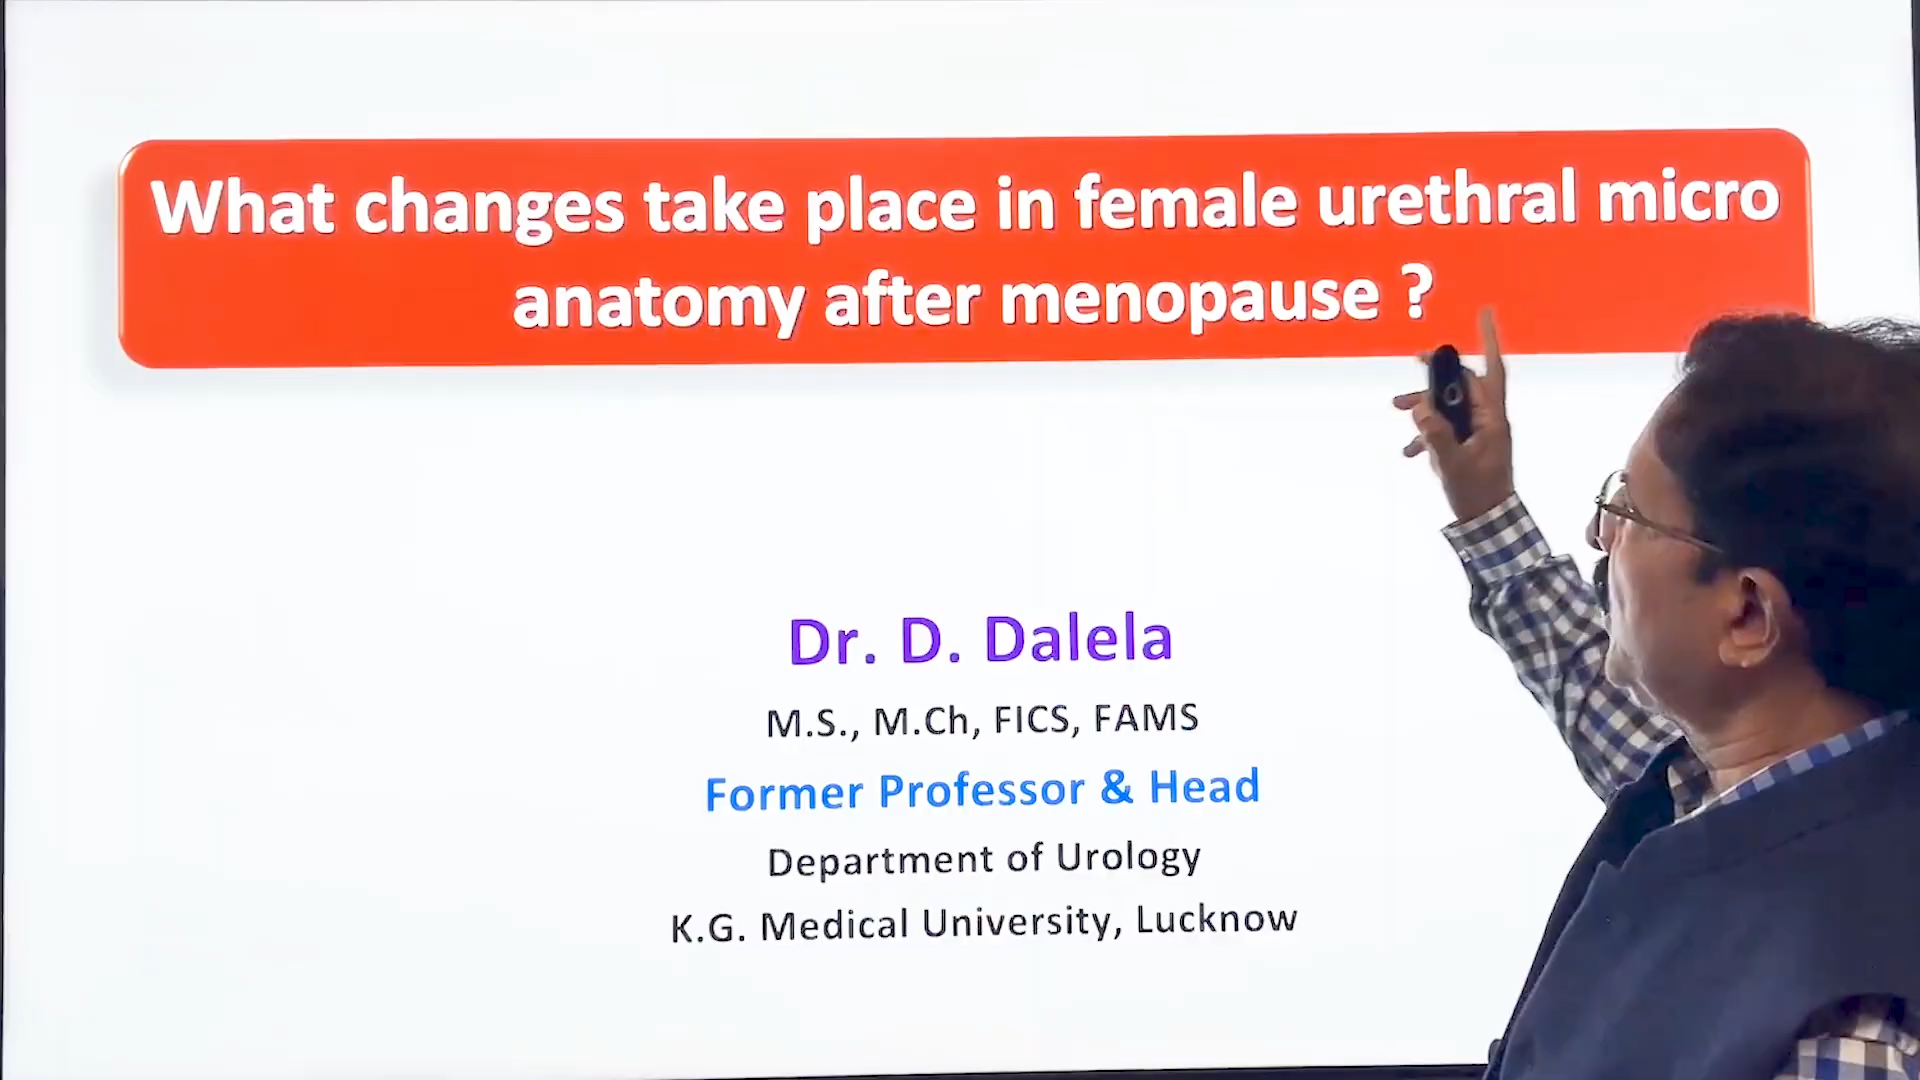 What changes take place in female urethral micro
anatomy after menopause ?
Dr. D. Dalela
M.S., M.Ch, FICS, FAMS
Former Professor & Head
Department of Urology
K.G. Medical University, Lucknow